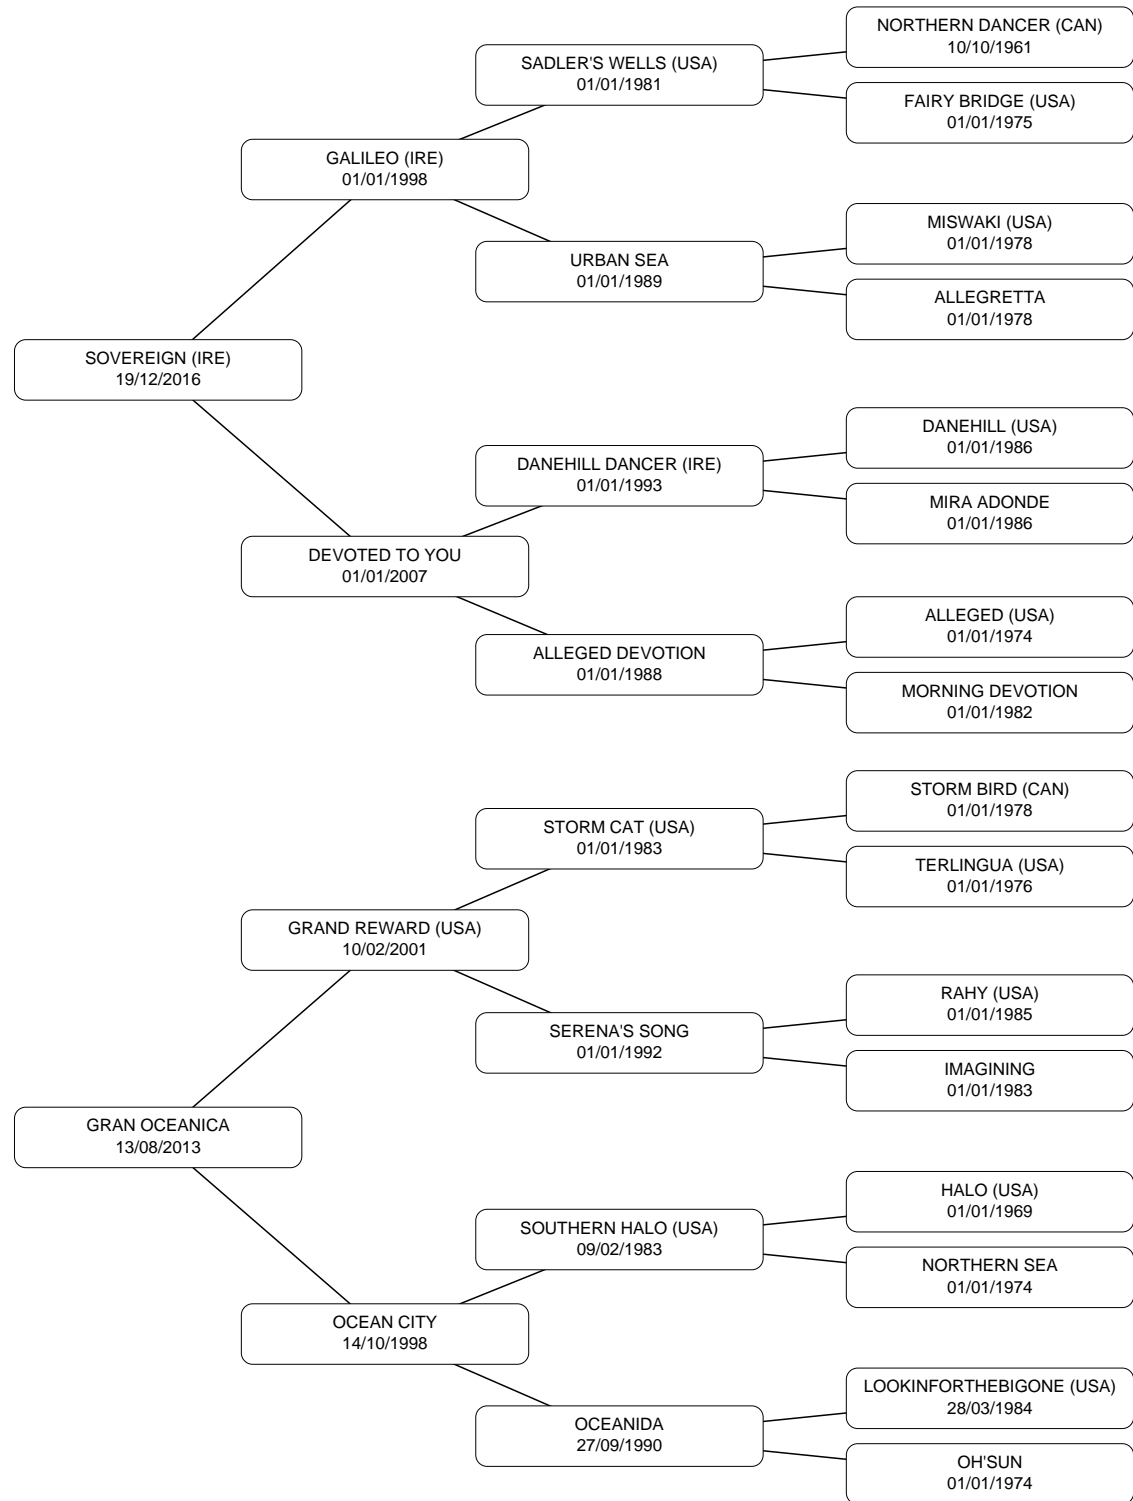 NORTHERN DANCER (CAN)
10/10/1961
SADLER'S WELLS (USA)
01/01/1981
FAIRY BRIDGE (USA)
01/01/1975
GALILEO (IRE)
01/01/1998
MISWAKI (USA)
01/01/1978
URBAN SEA
01/01/1989
ALLEGRETTA
01/01/1978
SOVEREIGN (IRE)
19/12/2016
DANEHILL (USA)
01/01/1986
DANEHILL DANCER (IRE)
01/01/1993
MIRA ADONDE
01/01/1986
DEVOTED TO YOU
01/01/2007
ALLEGED (USA)
01/01/1974
ALLEGED DEVOTION
01/01/1988
MORNING DEVOTION
01/01/1982
STORM BIRD (CAN)
01/01/1978
STORM CAT (USA)
01/01/1983
TERLINGUA (USA)
01/01/1976
GRAND REWARD (USA)
10/02/2001
RAHY (USA)
01/01/1985
SERENA'S SONG
01/01/1992
IMAGINING
01/01/1983
GRAN OCEANICA
13/08/2013
HALO (USA)
01/01/1969
SOUTHERN HALO (USA)
09/02/1983
NORTHERN SEA
01/01/1974
OCEAN CITY
14/10/1998
LOOKINFORTHEBIGONE (USA)
28/03/1984
OCEANIDA
27/09/1990
OH'SUN
01/01/1974